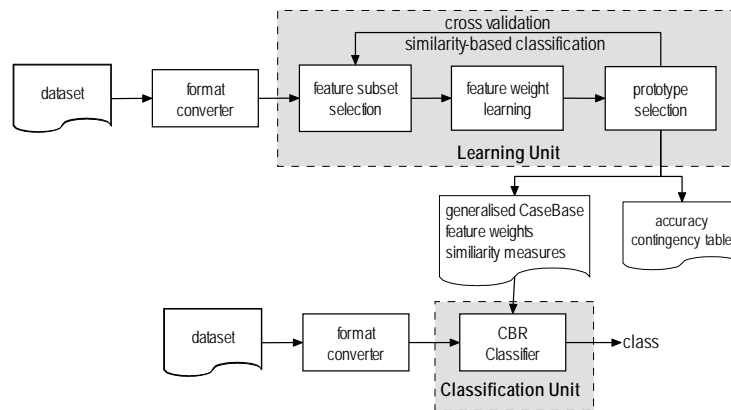 cross validation
similarity-based classification
dataset
format
converter
feature subset
selection
feature weight
learning
prototype
selection
Learning Unit
generalised CaseBase
feature weights
similiarity measures
accuracy
contingency table
dataset
format
converter
CBR
Classifier
class
Classification Unit